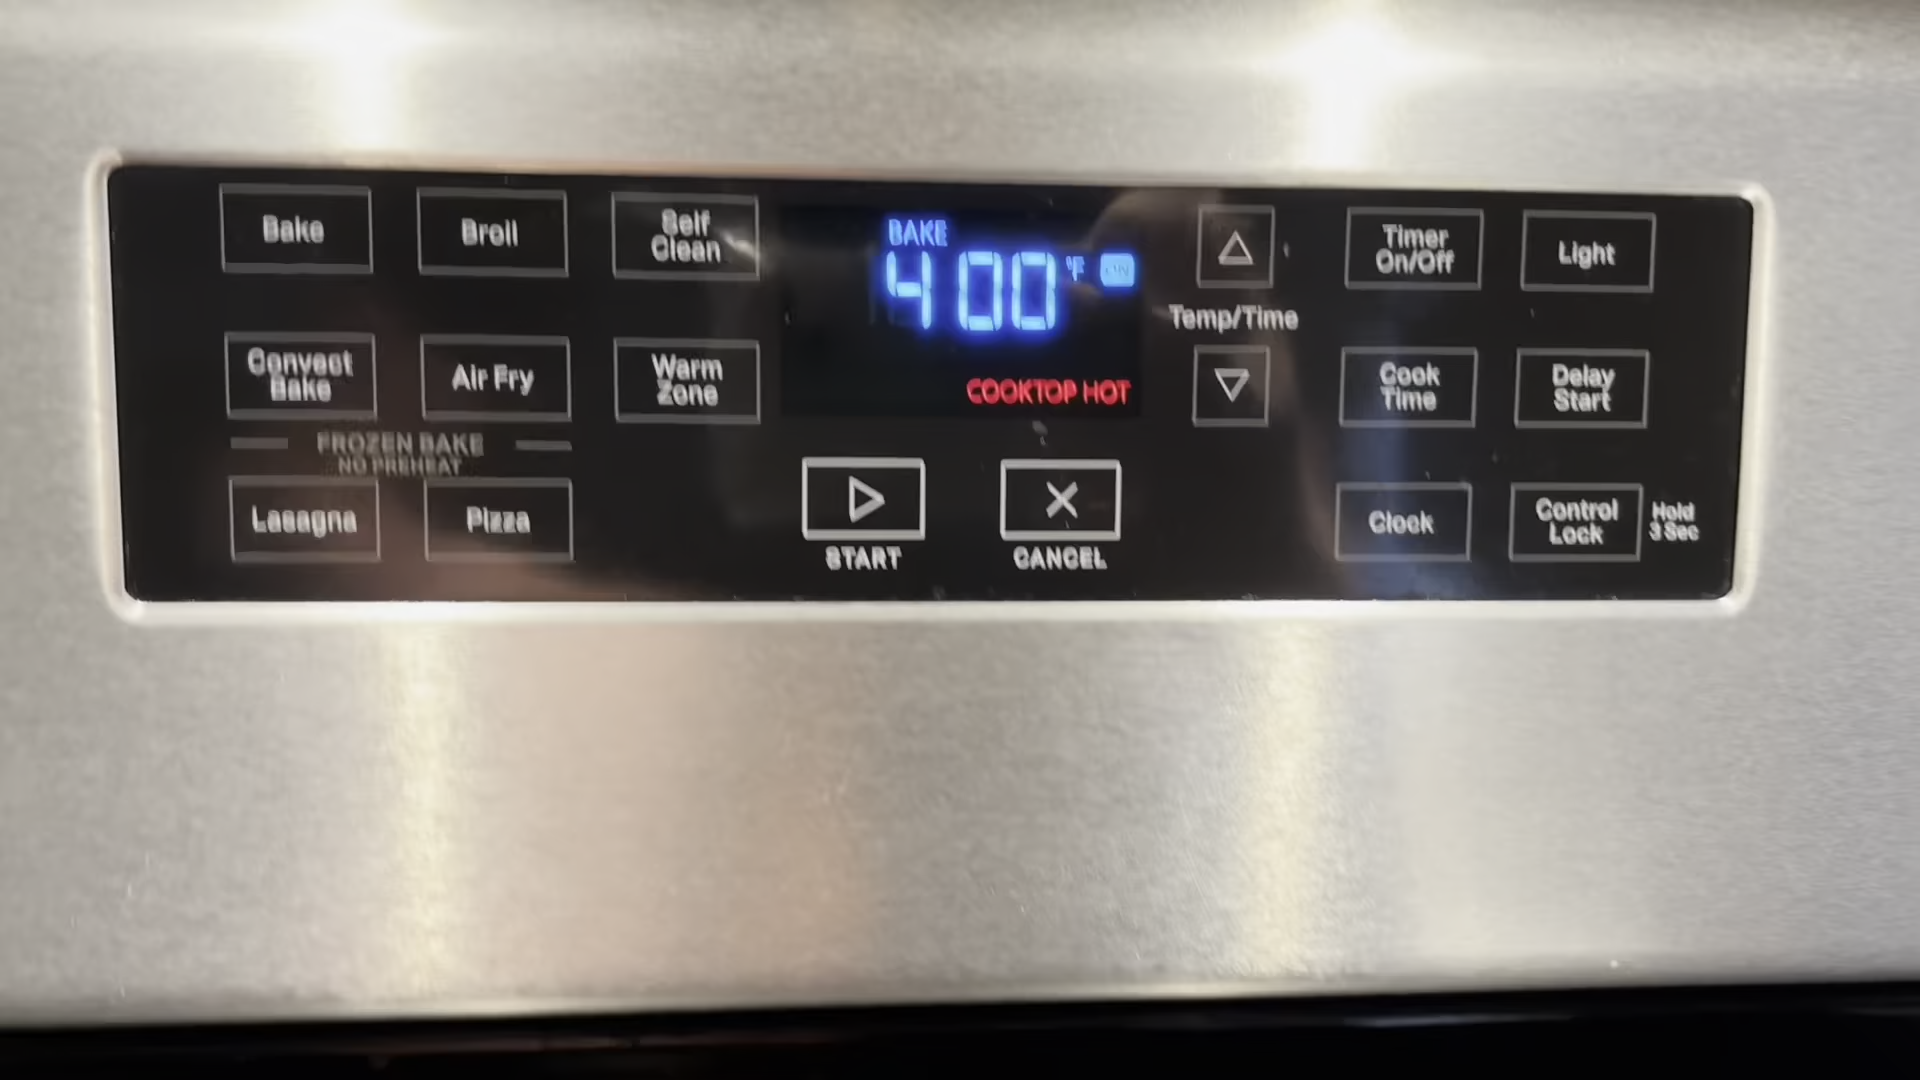 Bake
Broil
Self
Clean
BAKE
400°F ON
Timer
On/Off
Light
Temp/Time
Convect
Bake
Air Fry
Warm
Zone
COOKTOP HOT
Cook
Time
Delay
Start
FROZEN BAKE
NO PREHEAT
Lasagna
Pizza
START
CANCEL
Clock
Control
Lock
Hold
3 Sec